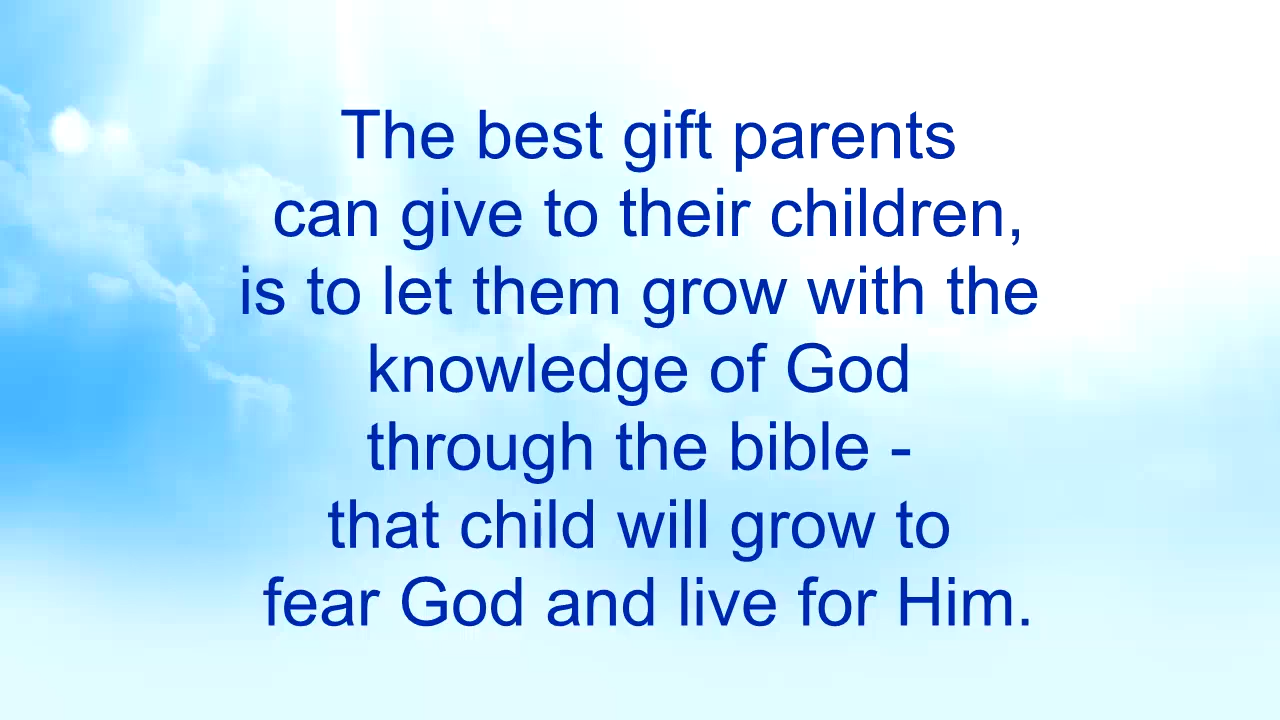 The best gift parents
can give to their children,
is to let them grow with the
knowledge of God
through the bible -
that child will grow to
fear God and live for Him.